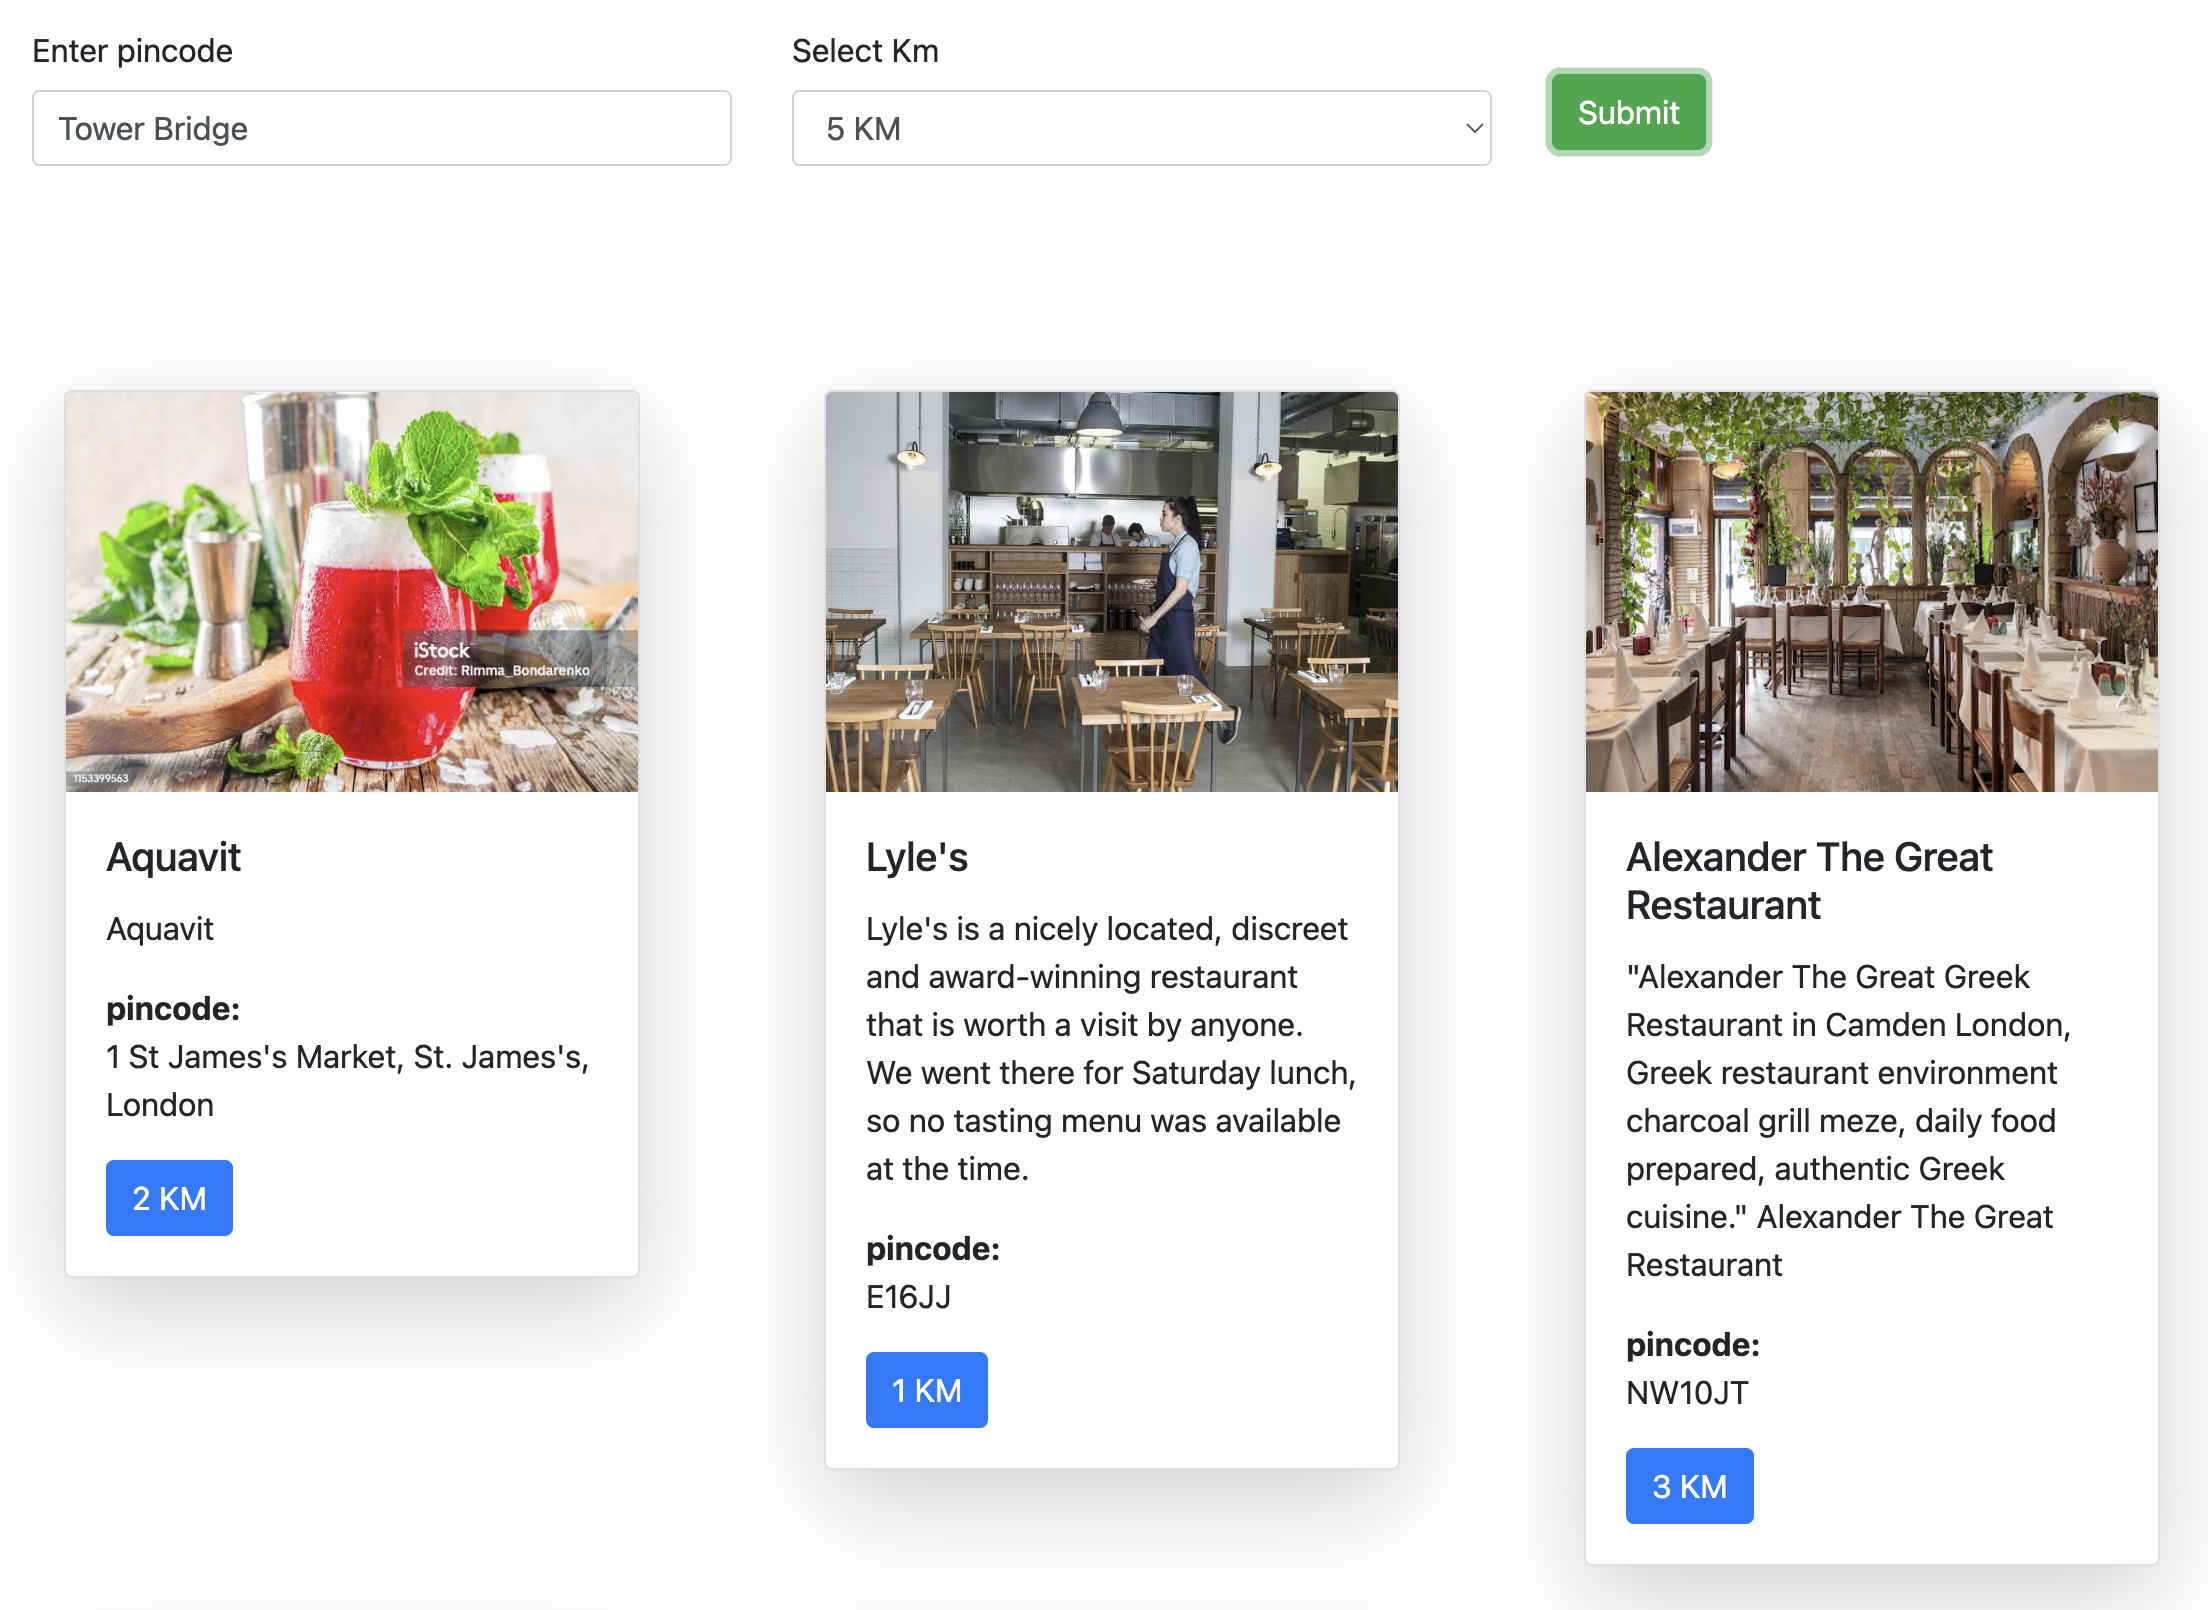 Enter pincode
Select Km
Tower Bridge
5 KM
Submit
iStock
Credit: Rimma_Bondarenko
1153399563
Aquavit
Aquavit
pincode:
1 St James's Market, St. James's,
London
2 KM
Lyle's
Lyle's is a nicely located, discreet
and award-winning restaurant
that is worth a visit by anyone.
We went there for Saturday lunch,
so no tasting menu was available
at the time.
pincode:
E16JJ
1 KM
Alexander The Great
Restaurant
"Alexander The Great Greek
Restaurant in Camden London,
Greek restaurant environment
charcoal grill meze, daily food
prepared, authentic Greek
cuisine." Alexander The Great
Restaurant
pincode:
NW10JT
3 KM